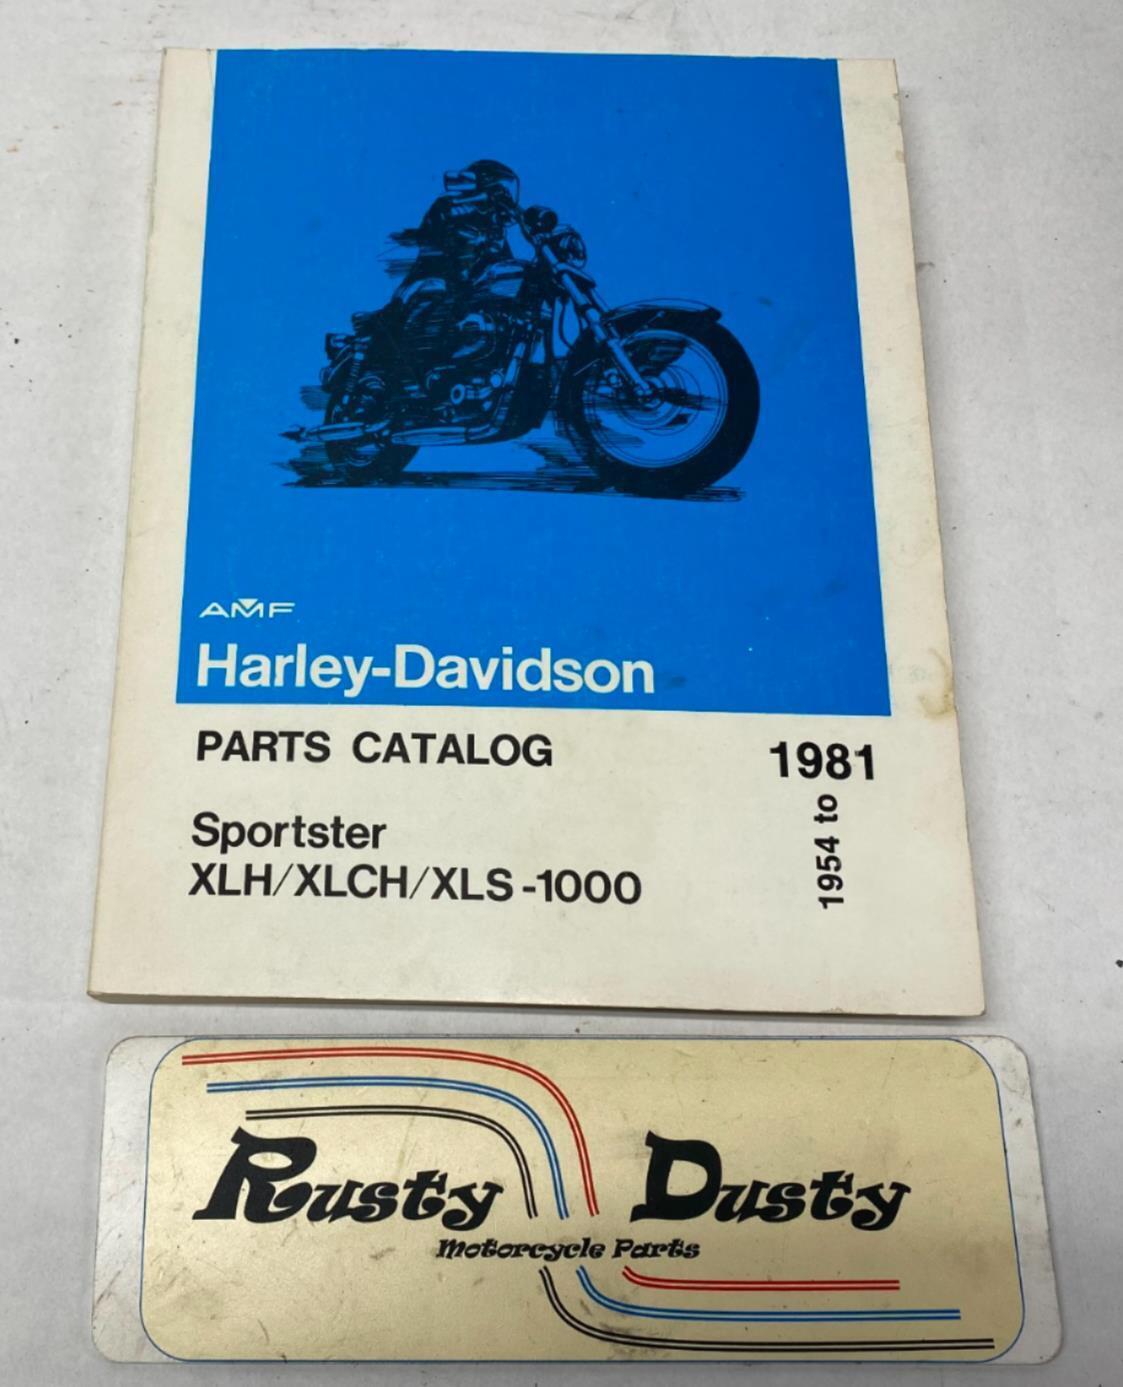 AMF
Harley-Davidson
PARTS CATALOG
1981
1954 to
Sportster
XLH/XLCH/XLS-1000
Rusty Dusty
Motorcycle Parts